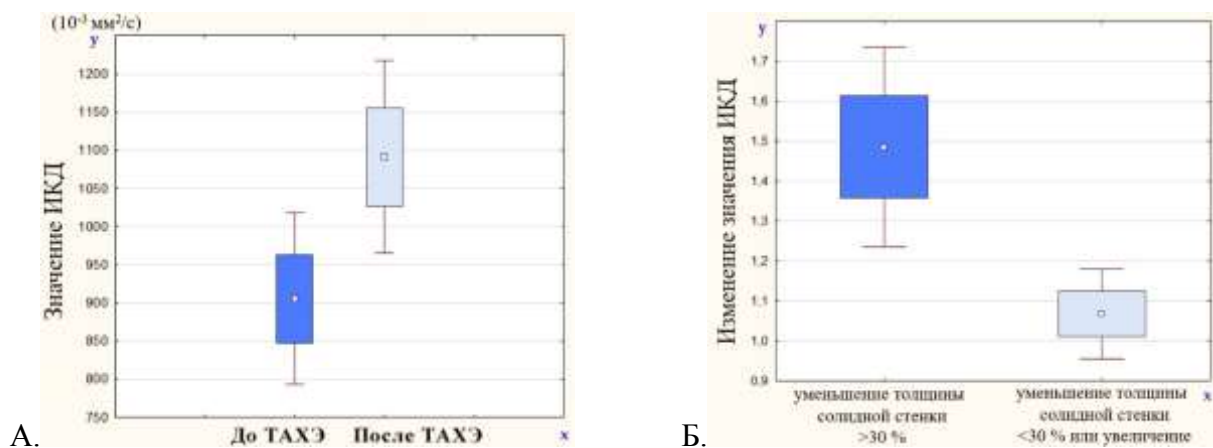 (10⁻³ мм²/с)
y
1200
1150
1100
1050
1000
950
900
850
800
750
Значение ИКД
До ТАХЭ После ТАХЭ x
А.
y
1.7
1.6
1.5
1.4
1.3
1.2
1.1
1.0
0.9
Изменение значения ИКД
уменьшение толщины
солидной стенки
>30 %
уменьшение толщины
солидной стенки
<30 % или увеличение
x
Б.